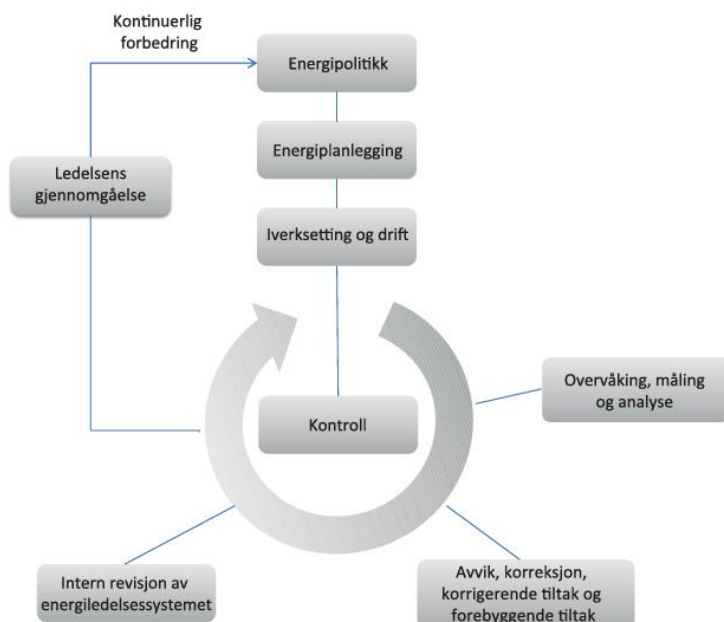 Kontinuerlig
forbedring
Energipolitikk
Energiplanlegging
Ledelsens
gjennomgåelse
Iverksetting og drift
Overvåking, måling
og analyse
Kontroll
Intern revisjon av
energiledelsessystemet
Avvik, korreksjon,
korrigerende tiltak og
forebyggende tiltak